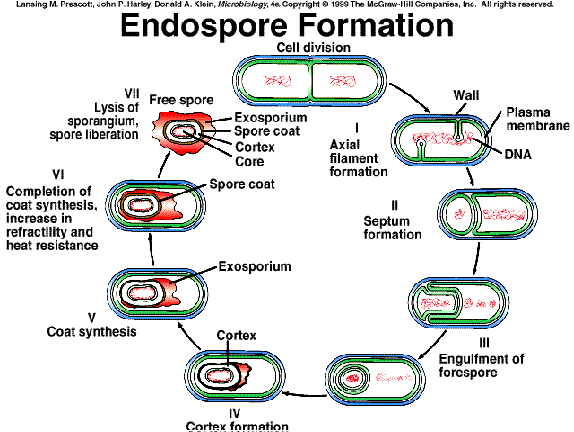 Lansing M. Prescott, John P. Harley, Donald A. Klein, Microbiology, 4e. Copyright © 1999 The McGraw-Hill Companies, Inc. All rights reserved.
Endospore Formation
Cell division
Wall
Plasma
membrane
DNA
I
Axial
filament
formation
II
Septum
formation
III
Engulfment of
forespore
Cortex
IV
Cortex formation
Exosporium
V
Coat synthesis
Spore coat
VI
Completion of
coat synthesis,
increase in
refractility and
heat resistance
VII
Lysis of
sporangium,
spore liberation
Free spore
Exosporium
Spore coat
Cortex
Core